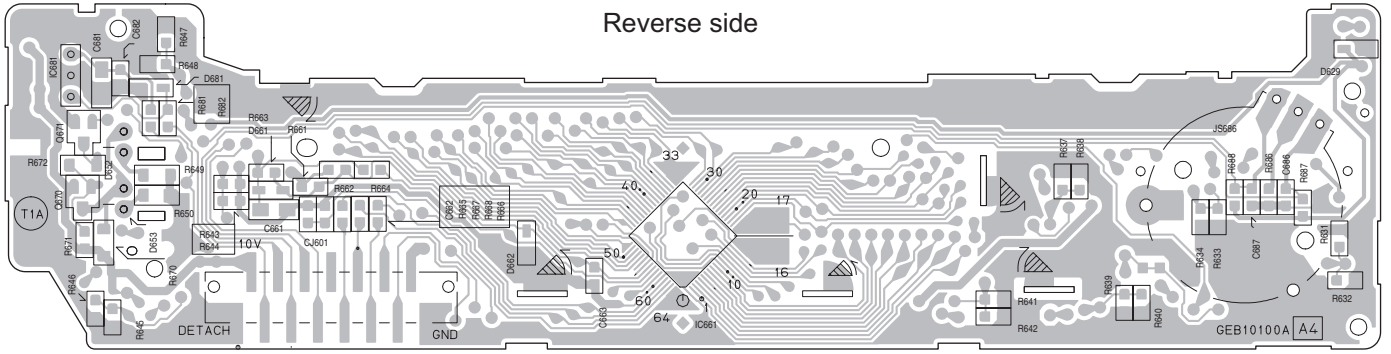 Reverse side
C681
C682
R647
IC681
R648
D681
R681
R682
R663
D661
R661
Q671
R672
D652
R649
Q670
R662
R664
T1A
R650
C661
CJ601
R671
D653
R643
R644
10V
R670
R646
R645
DETACH
GND
C662
R665
R667
R668
R666
D662
C663
33
30
40
20
17
50
16
10
60
64
1
IC661
D629
JS686
R637
R638
R688
R686
C686
R687
R634
R633
C687
R631
R632
R641
R642
R639
R640
GEB10100A A4